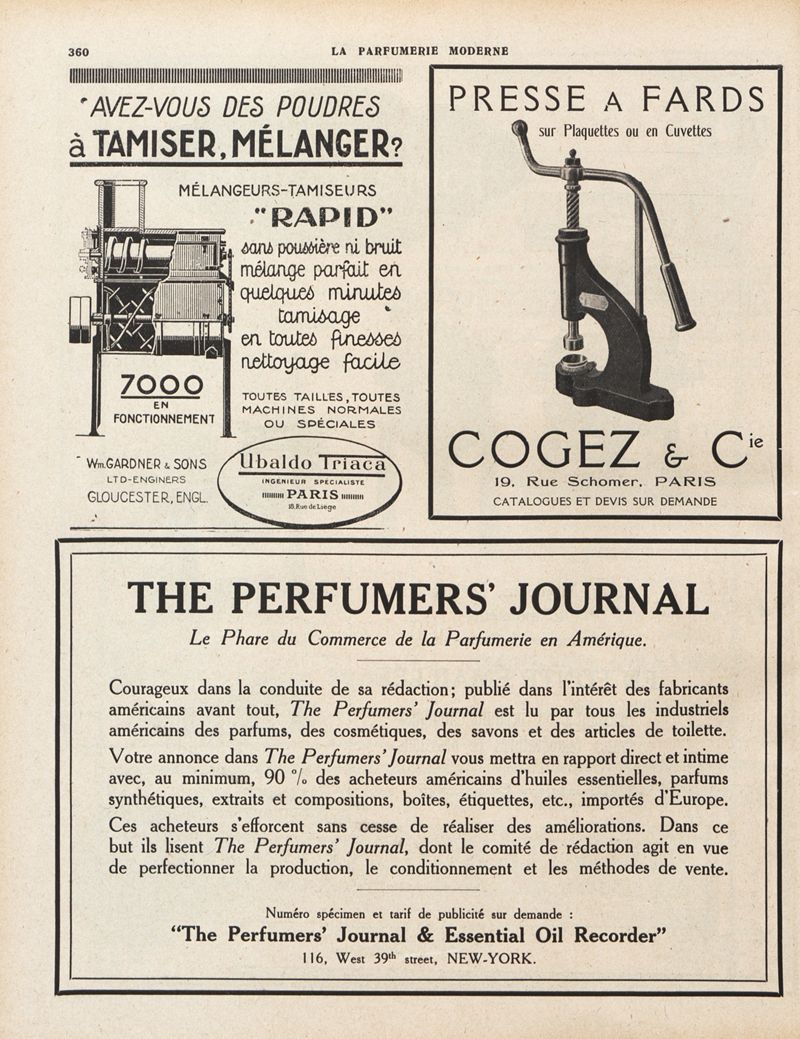 360
LA PARFUMERIE MODERNE
AVEZ-VOUS DES POUDRES
à TAMISER, MÉLANGER?
MÉLANGEURS-TAMISEURS
"RAPID"
sans poussière ni bruit
mélange parfait en
quelques minutes
tamisage
en toutes finesses
nettoyage facile
7000
EN
FONCTIONNEMENT
TOUTES TAILLES, TOUTES
MACHINES NORMALES
OU SPÉCIALES
Wm. GARDNER & SONS
LTD-ENGINERS
GLOUCESTER, ENGL.
Ubaldo Triaca
INGENIEUR SPECIALISTE
PARIS
18, Rue de Liège
PRESSE A FARDS
sur Plaquettes ou en Cuvettes
COGEZ & Cie
19, Rue Schomer, PARIS
CATALOGUES ET DEVIS SUR DEMANDE
THE PERFUMERS' JOURNAL
Le Phare du Commerce de la Parfumerie en Amérique.
Courageux dans la conduite de sa rédaction; publié dans l'intérêt des fabricants
américains avant tout, The Perfumers' Journal est lu par tous les industriels
américains des parfums, des cosmétiques, des savons et des articles de toilette.
Votre annonce dans The Perfumers' Journal vous mettra en rapport direct et intime
avec, au minimum, 90 % des acheteurs américains d'huiles essentielles, parfums
synthétiques, extraits et compositions, boîtes, étiquettes, etc., importés d'Europe.
Ces acheteurs s'efforcent sans cesse de réaliser des améliorations. Dans ce
but ils lisent The Perfumers' Journal, dont le comité de rédaction agit en vue
de perfectionner la production, le conditionnement et les méthodes de vente.
Numéro spécimen et tarif de publicité sur demande :
"The Perfumers' Journal & Essential Oil Recorder"
116, West 39th street, NEW-YORK.